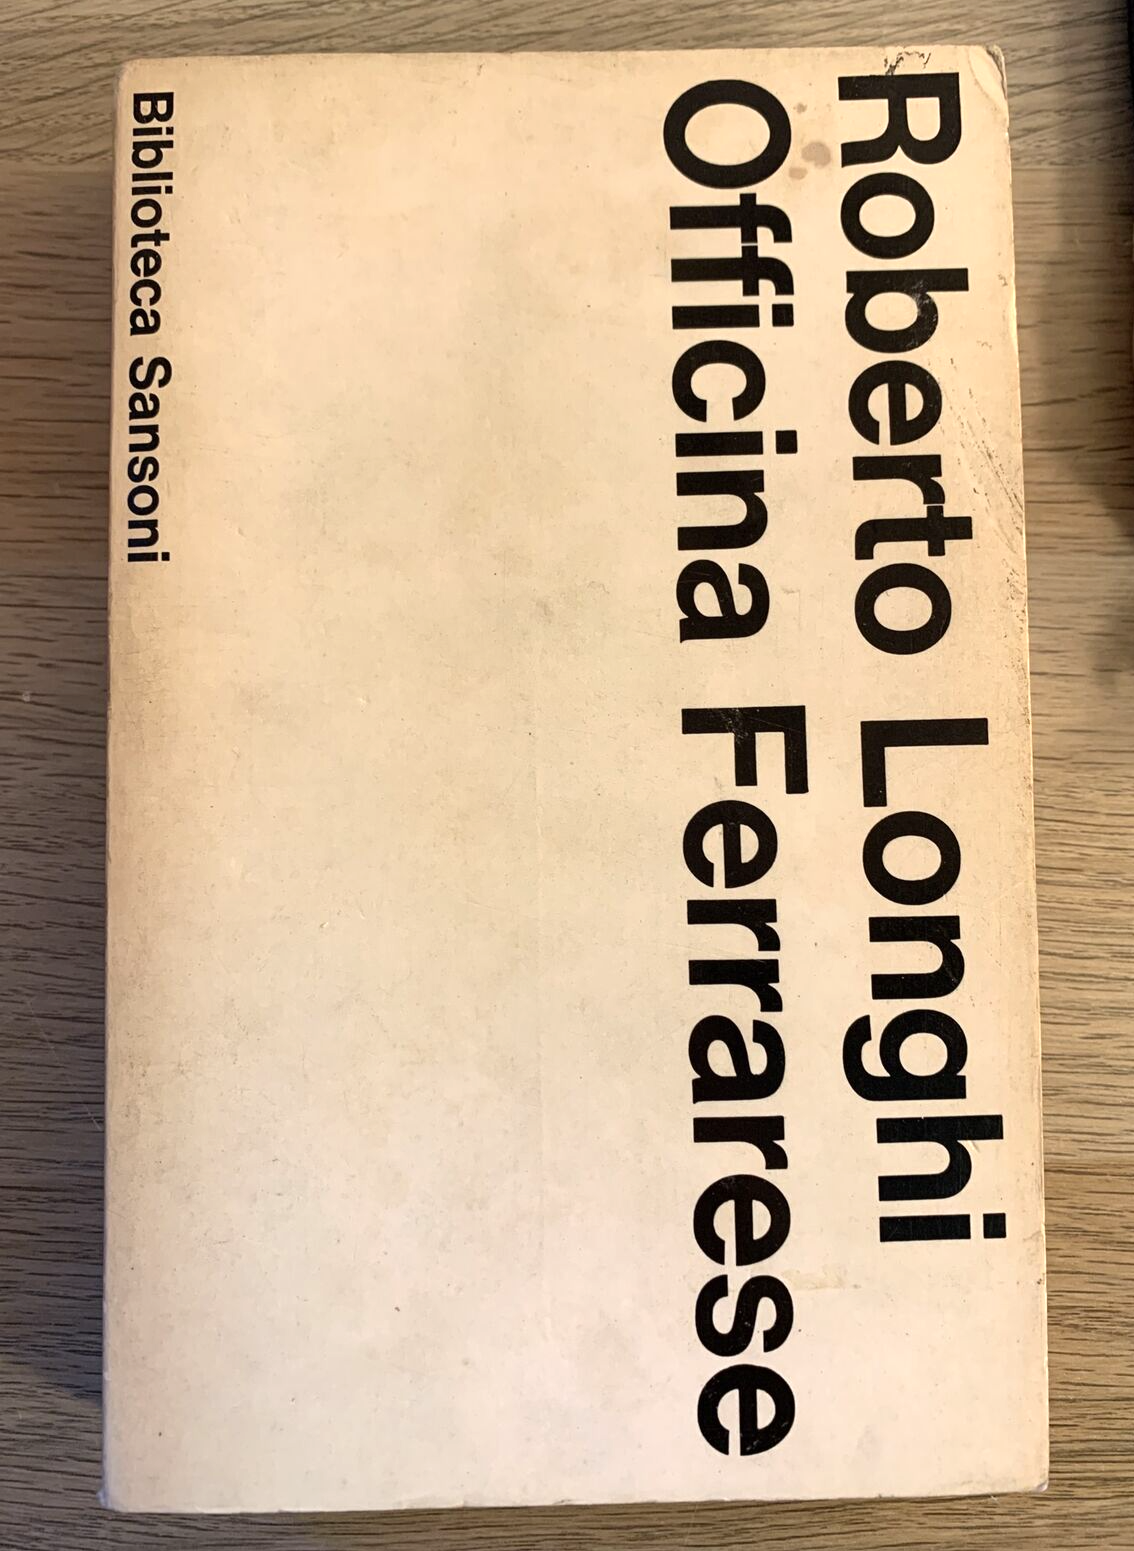 Roberto Longhi
Officina Ferrarese
Biblioteca Sansoni